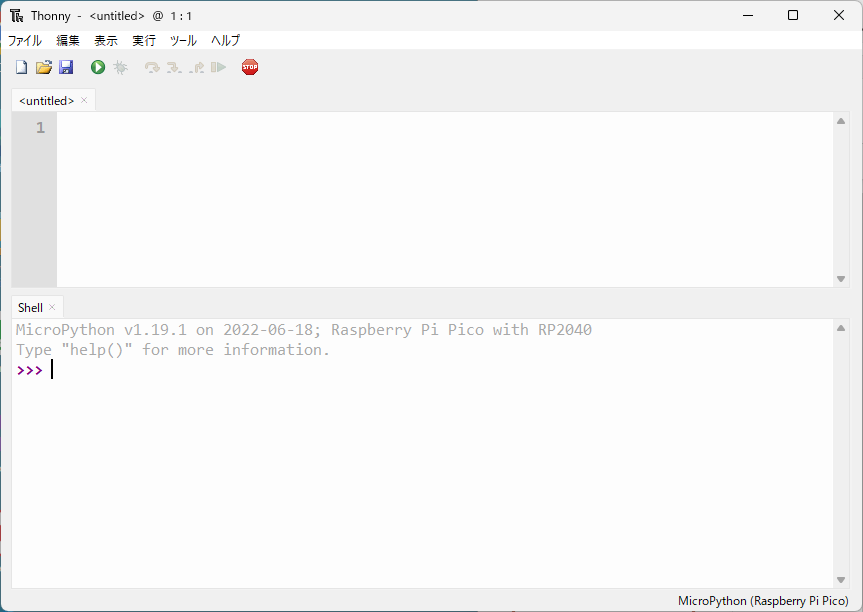 Thonny - <untitled> @ 1 : 1
ファイル 編集 表示 実行 ツール ヘルプ
STOP
<untitled> ×
1
Shell ×
MicroPython v1.19.1 on 2022-06-18; Raspberry Pi Pico with RP2040
Type "help()" for more information.
>>>
MicroPython (Raspberry Pi Pico)